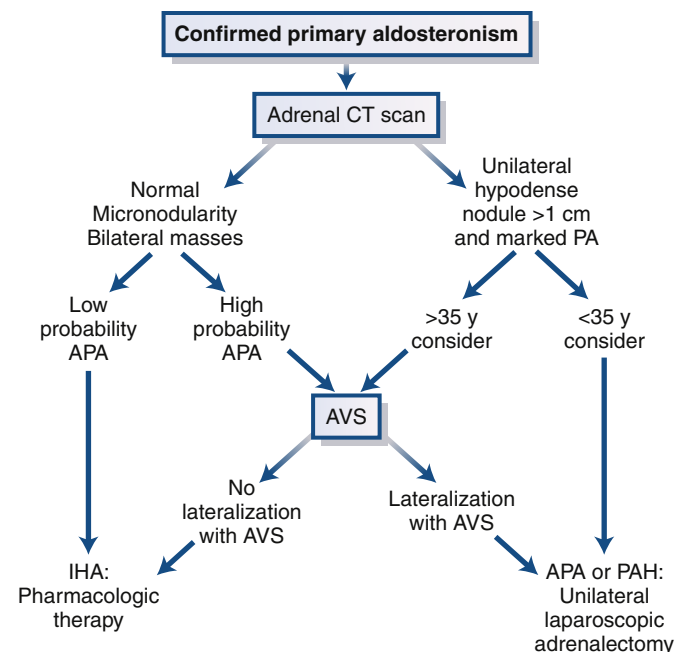 Confirmed primary aldosteronism
Adrenal CT scan
Normal
Micronodularity
Bilateral masses
Unilateral
hypodense
nodule >1 cm
and marked PA
Low
probability
APA
High
probability
APA
>35 y
consider
<35 y
consider
AVS
No
lateralization
with AVS
Lateralization
with AVS
IHA:
Pharmacologic
therapy
APA or PAH:
Unilateral
laparoscopic
adrenalectomy